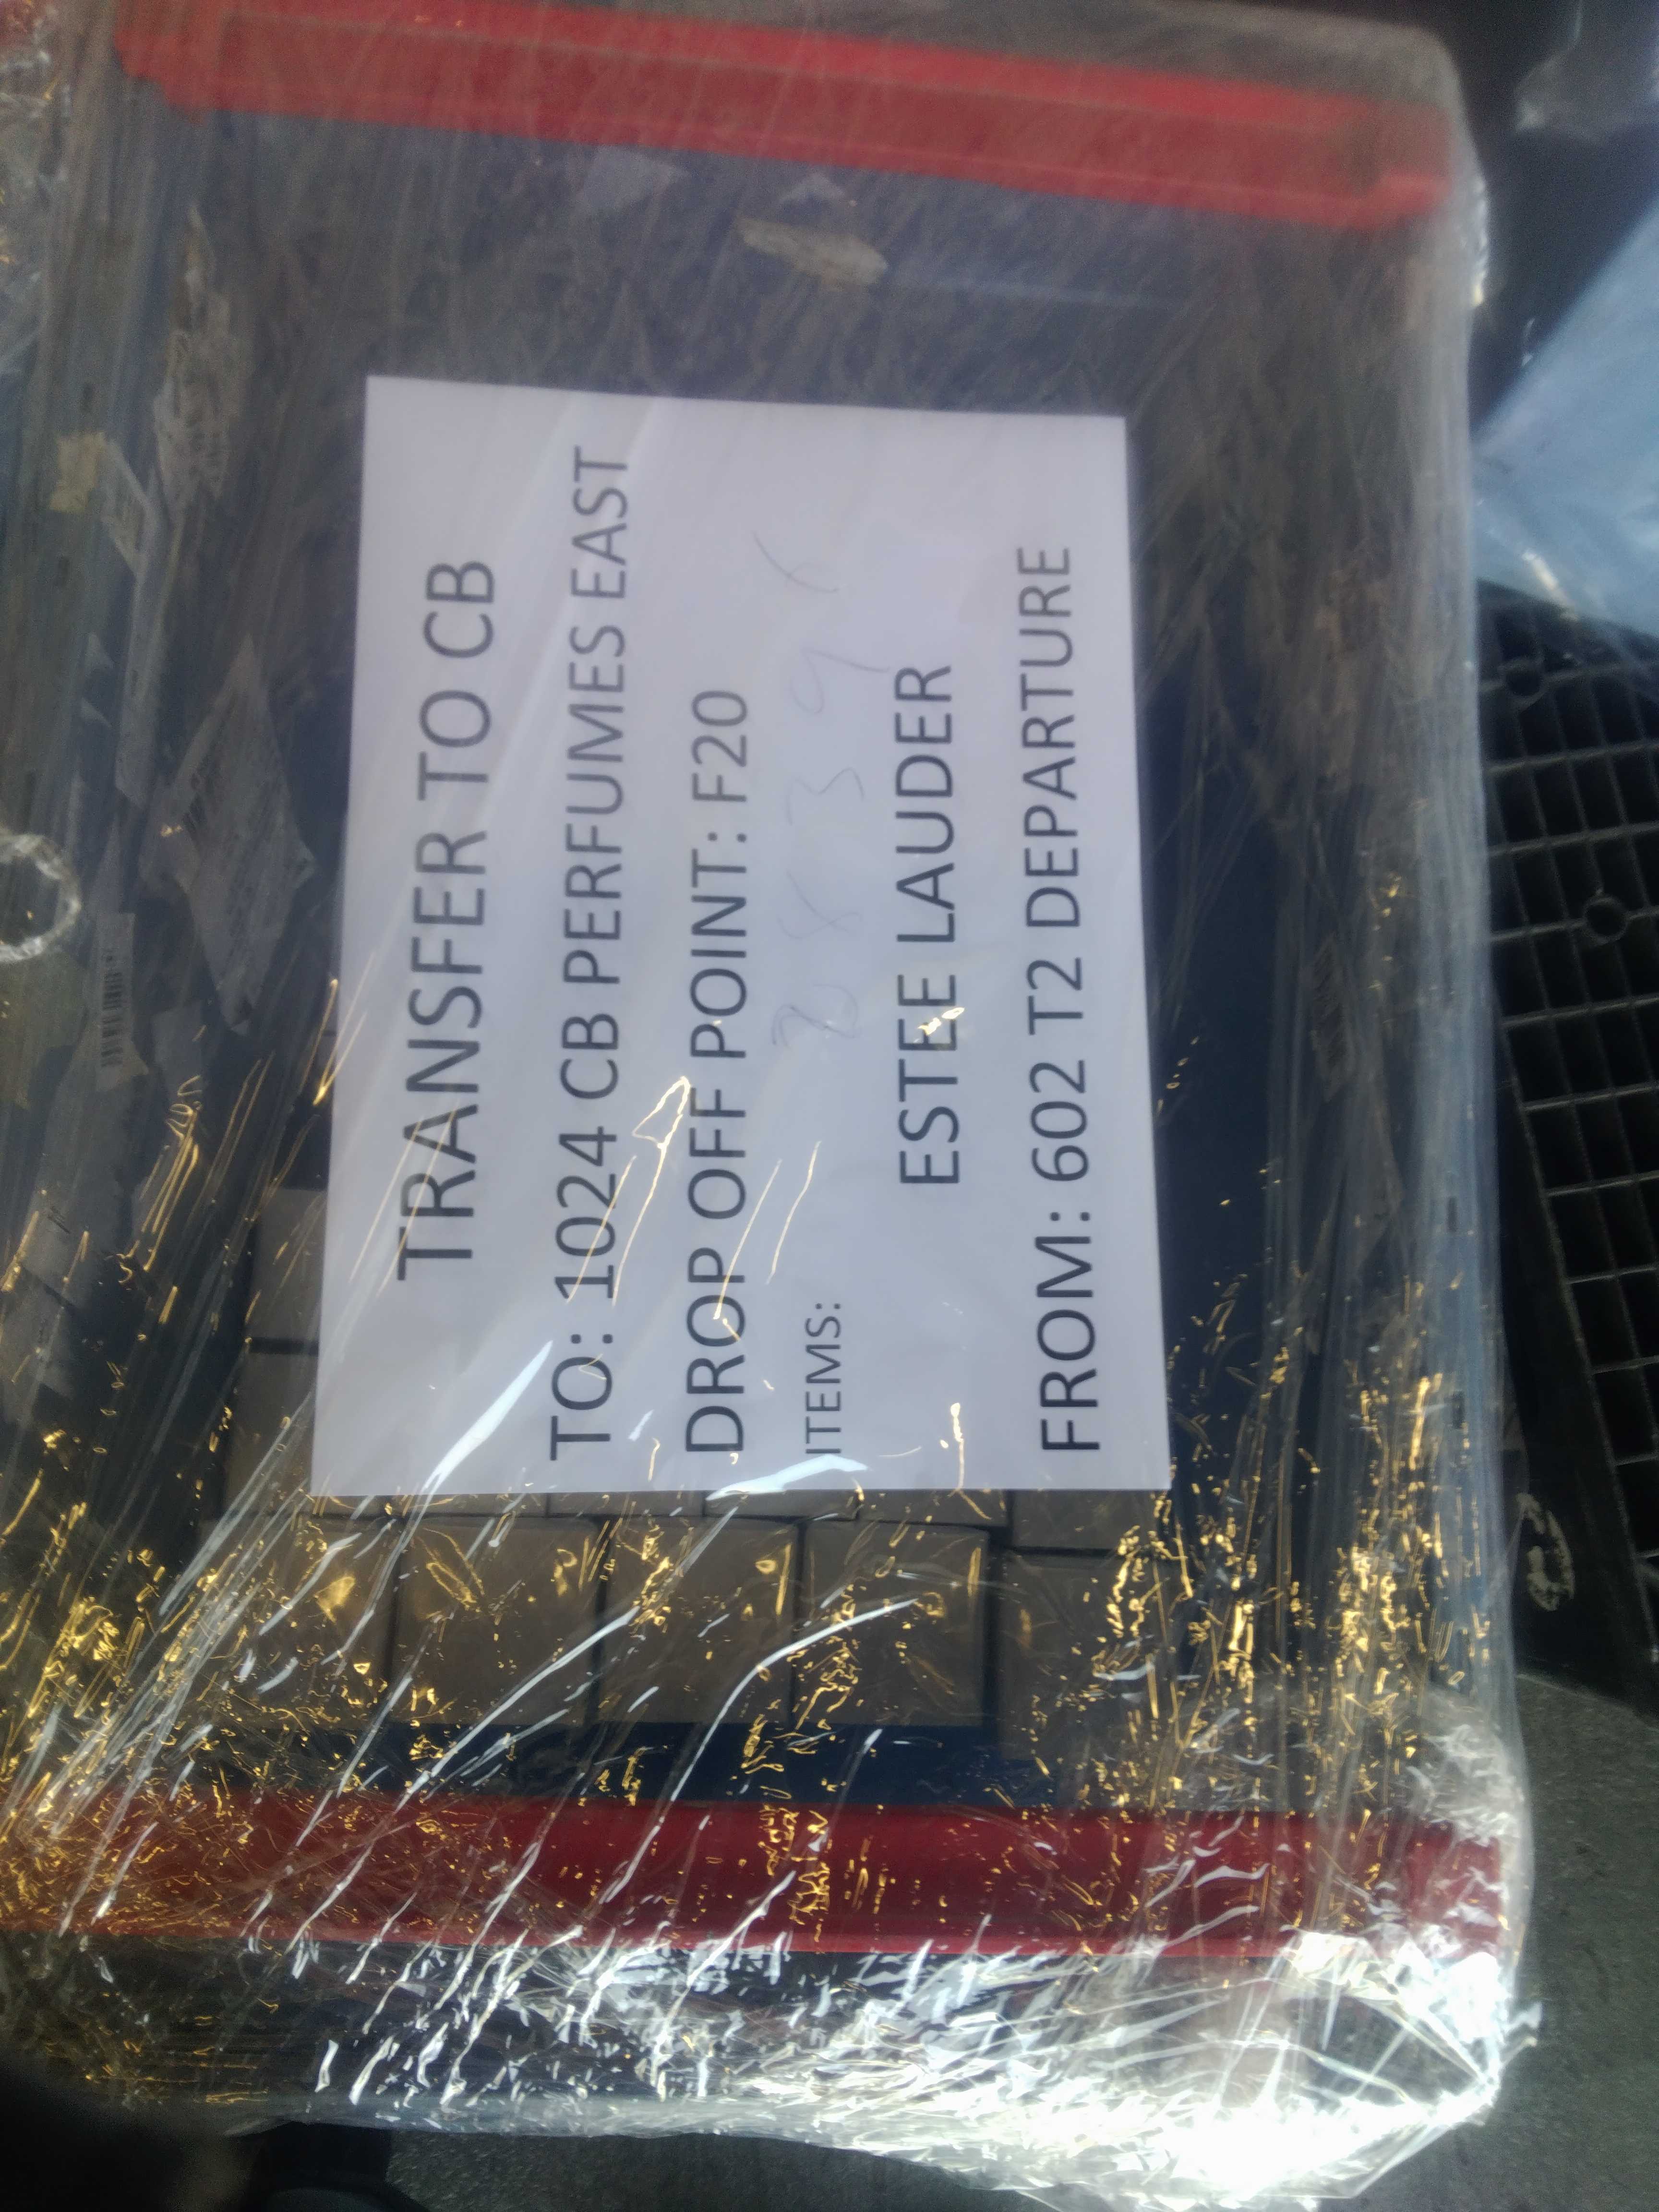 TRANSFER TO CB
TO: 1024 CB PERFUMES EAST
DROP OFF POINT: F20
ITEMS:
ESTEE LAUDER
FROM: 602 T2 DEPARTURE